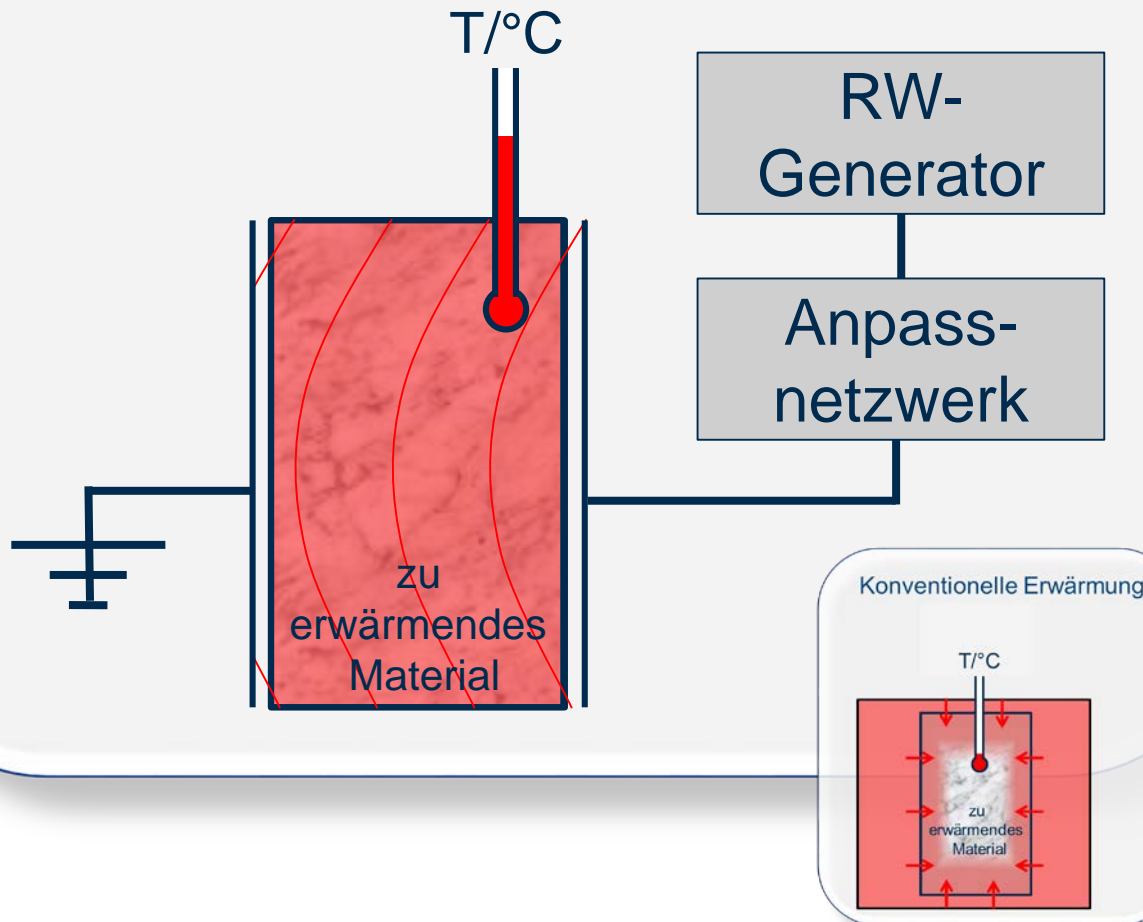 T/°C
RW-
Generator
Anpass-
netzwerk
zu
erwärmendes
Material
Konventionelle Erwärmung
T/°C
zu
erwärmendes
Material